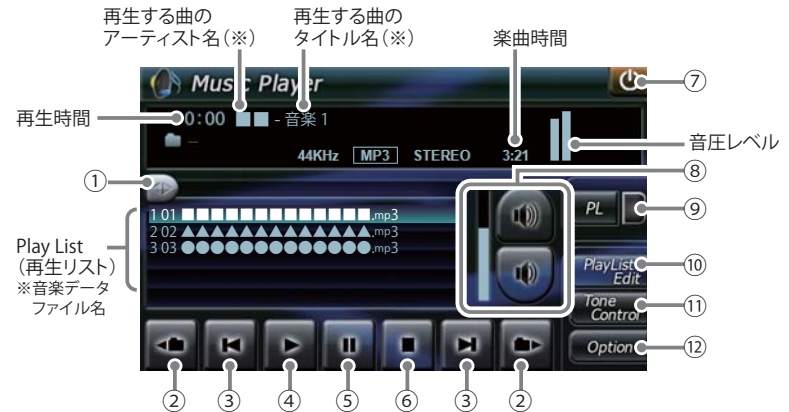 再生する曲の
アーティスト名(※)
再生する曲の
タイトル名(※)
楽曲時間
Music Player
⑦
再生時間
0:00 ■■ - 音楽 1
音圧レベル
–
44KHz MP3 STEREO 3:21
①
⑧
1 01 ■■■■■■■■■■■■■.mp3
2 02 ▲▲▲▲▲▲▲▲▲▲▲▲▲.mp3
3 03 ●●●●●●●●●●●●●.mp3
PL
⑨
Play List
(再生リスト)
※音楽データ
ファイル名
PlayList
Edit
⑩
Tone
Control
⑪
Option
⑫
② ③ ④ ⑤ ⑥ ③ ②